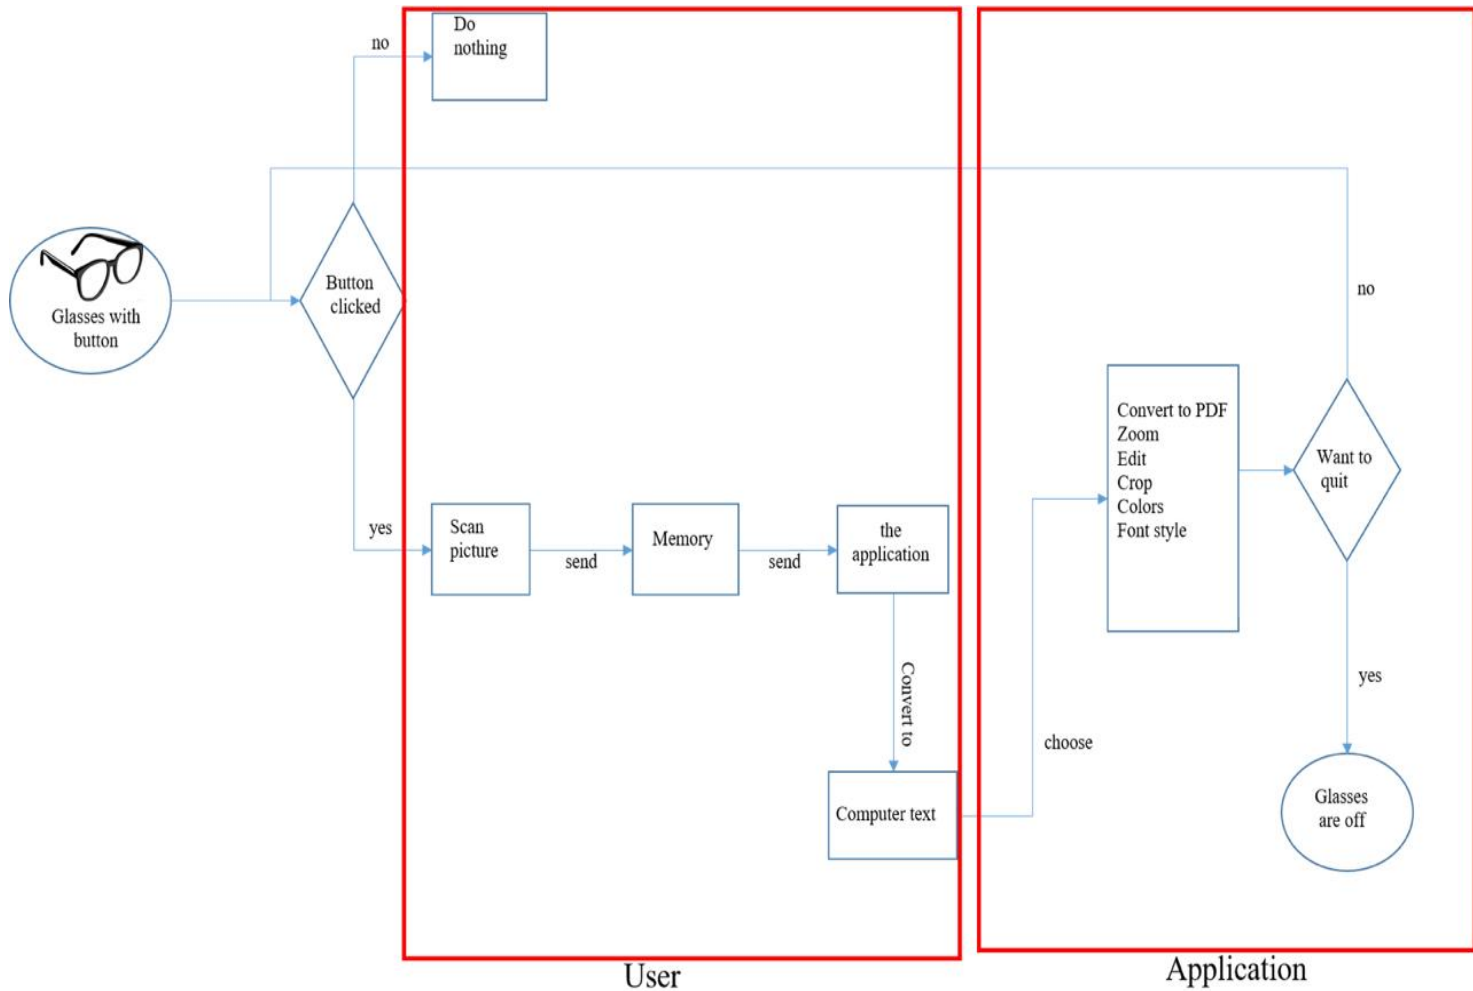 Do
nothing
no
Button
clicked
Glasses with
button
yes
Scan
picture
send
Memory
send
the
application
Convert to
Computer text
User
choose
Convert to PDF
Zoom
Edit
Crop
Colors
Font style
Want to
quit
no
yes
Glasses
are off
Application